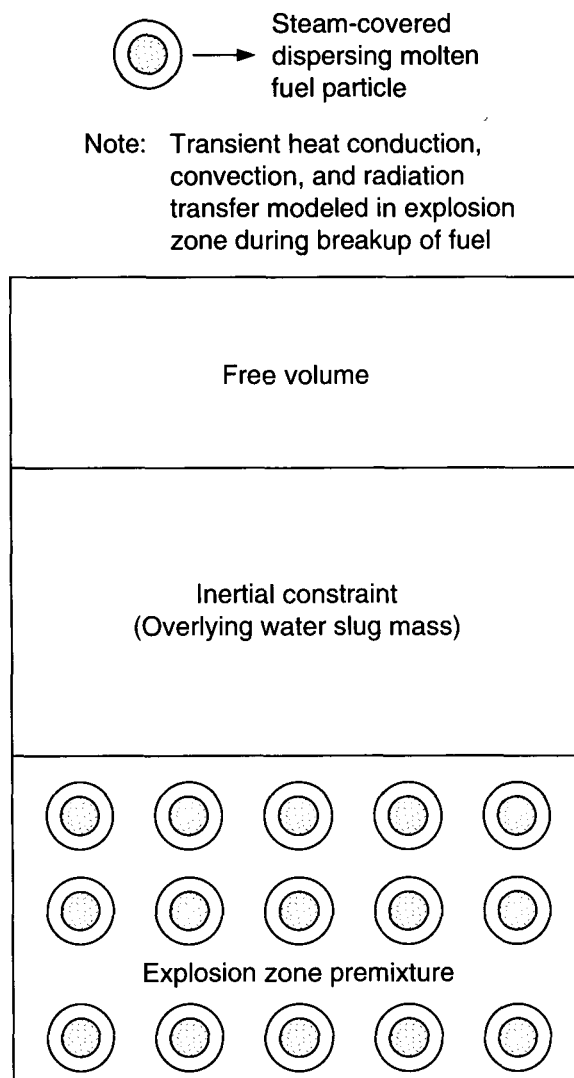 Steam-covered
dispersing molten
fuel particle
Note: Transient heat conduction,
convection, and radiation
transfer modeled in explosion
zone during breakup of fuel
Free volume
Inertial constraint
(Overlying water slug mass)
Explosion zone premixture